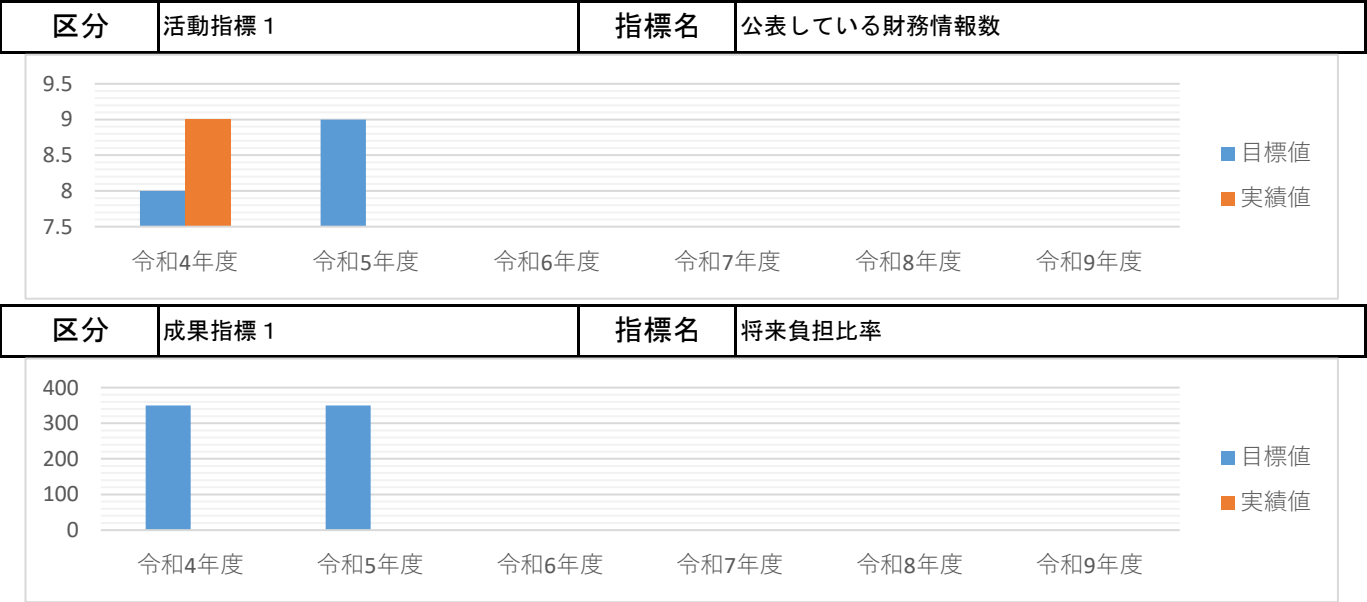 区分 活動指標１ 指標名 公表している財務情報数
9.5
9
8.5
8
7.5
令和4年度 令和5年度 令和6年度 令和7年度 令和8年度 令和9年度
目標値
実績値
区分 成果指標１ 指標名 将来負担比率
400
300
200
100
0
令和4年度 令和5年度 令和6年度 令和7年度 令和8年度 令和9年度
目標値
実績値